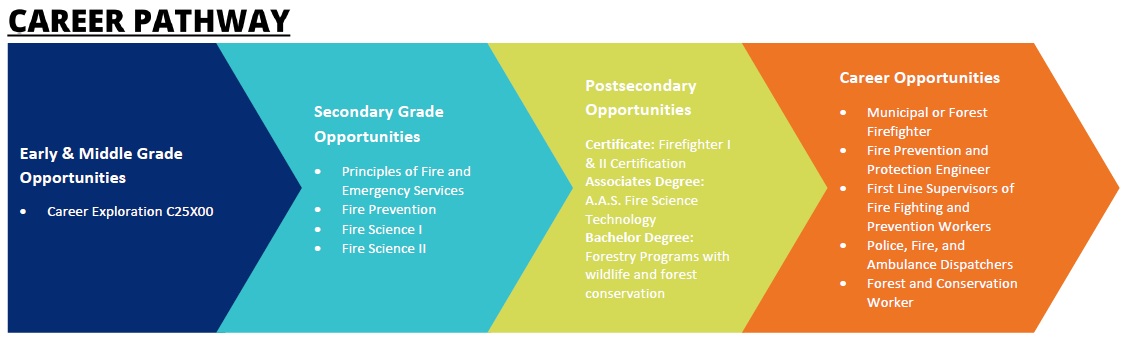 CAREER PATHWAY
Early & Middle Grade
Opportunities
• Career Exploration C25X00
Secondary Grade
Opportunities
• Principles of Fire and
Emergency Services
• Fire Prevention
• Fire Science I
• Fire Science II
Postsecondary
Opportunities
Certificate: Firefighter I
& II Certification
Associates Degree:
A.A.S. Fire Science
Technology
Bachelor Degree:
Forestry Programs with
wildlife and forest
conservation
Career Opportunities
• Municipal or Forest
Firefighter
• Fire Prevention and
Protection Engineer
• First Line Supervisors of
Fire Fighting and
Prevention Workers
• Police, Fire, and
Ambulance Dispatchers
• Forest and Conservation
Worker